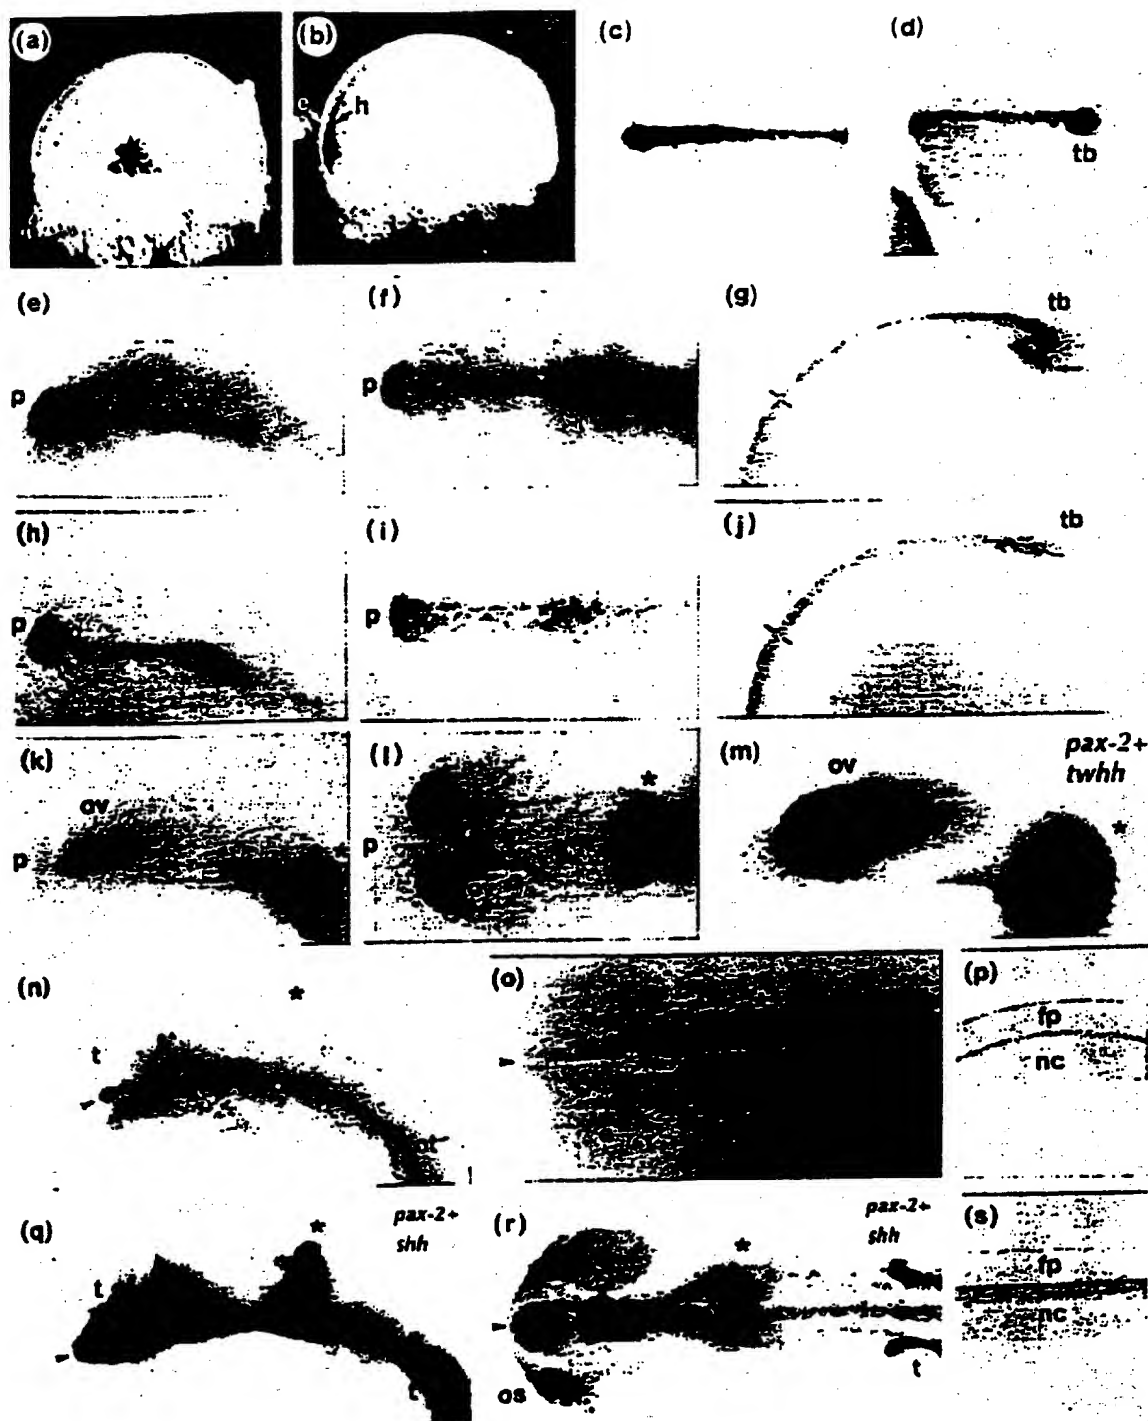 (a) (b) (c) (d)
e h
tb
(e) (f) (g) tb
p p
(h) (i) (j) tb
p p
(k) (l) * (m) pax-2+
ov ov twhh
p p *
(n) * (o) (p)
t fp
nc
(q) pax-2+ * (r) pax-2+ (s)
shh * shh
t fp
nc
os t
t